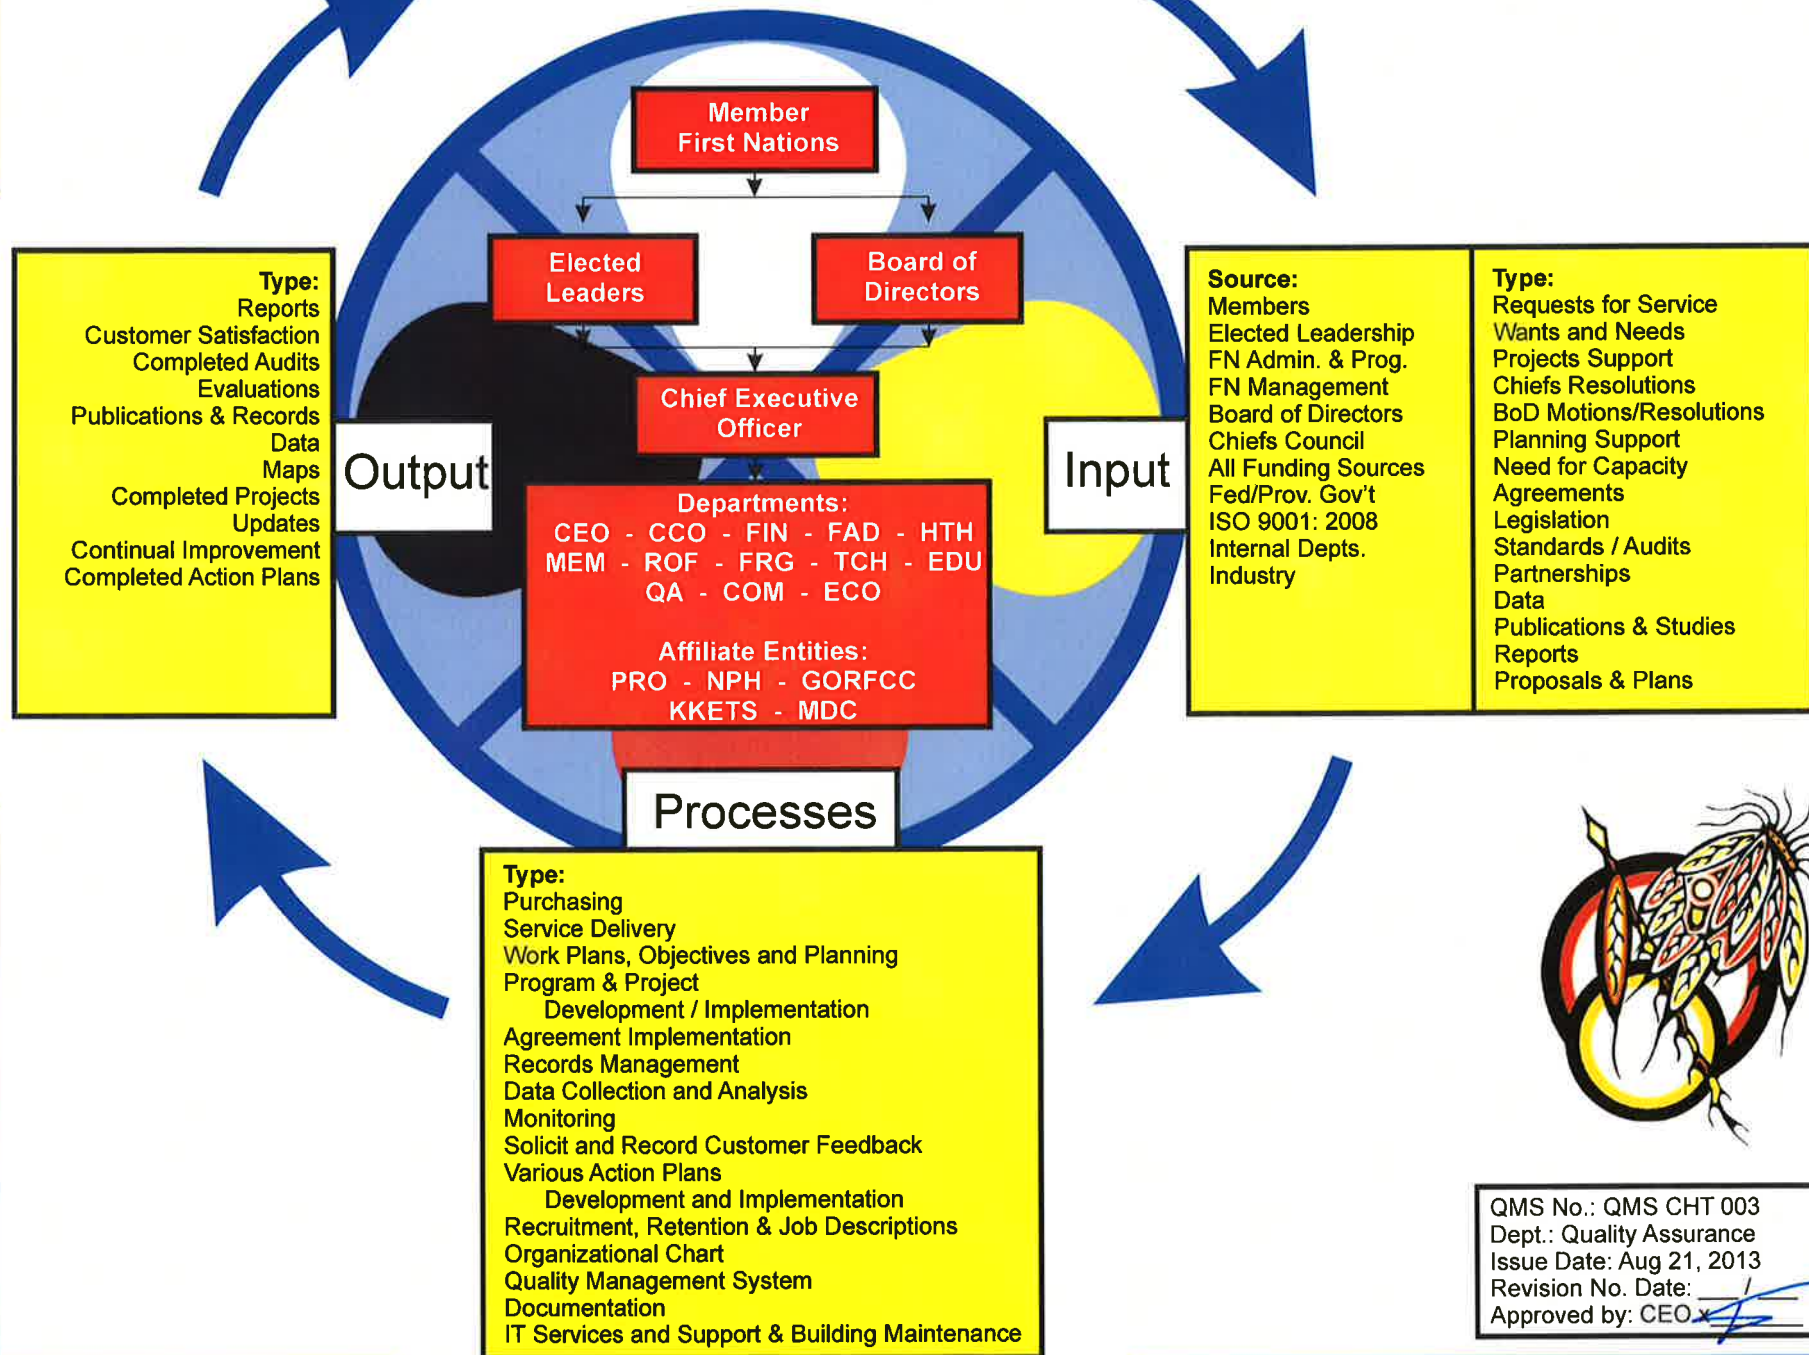 Member
First Nations
Elected
Leaders
Board of
Directors
Chief Executive
Officer
Departments:
CEO - CCO - FIN - FAD - HTH
MEM - ROF - FRG - TCH - EDU
QA - COM - ECO
Affiliate Entities:
PRO - NPH - GORFCC
KKETS - MDC
Output
Type:
Reports
Customer Satisfaction
Completed Audits
Evaluations
Publications & Records
Data
Maps
Completed Projects
Updates
Continual Improvement
Completed Action Plans
Input
Source:
Members
Elected Leadership
FN Admin. & Prog.
FN Management
Board of Directors
Chiefs Council
All Funding Sources
Fed/Prov. Gov't
ISO 9001: 2008
Internal Depts.
Industry
Type:
Requests for Service
Wants and Needs
Projects Support
Chiefs Resolutions
BoD Motions/Resolutions
Planning Support
Need for Capacity
Agreements
Legislation
Standards / Audits
Partnerships
Data
Publications & Studies
Reports
Proposals & Plans
Processes
Type:
Purchasing
Service Delivery
Work Plans, Objectives and Planning
Program & Project
Development / Implementation
Agreement Implementation
Records Management
Data Collection and Analysis
Monitoring
Solicit and Record Customer Feedback
Various Action Plans
Development and Implementation
Recruitment, Retention & Job Descriptions
Organizational Chart
Quality Management System
Documentation
IT Services and Support & Building Maintenance
QMS No.: QMS CHT 003
Dept.: Quality Assurance
Issue Date: Aug 21, 2013
Revision No. Date: ___/___
Approved by: CEO x